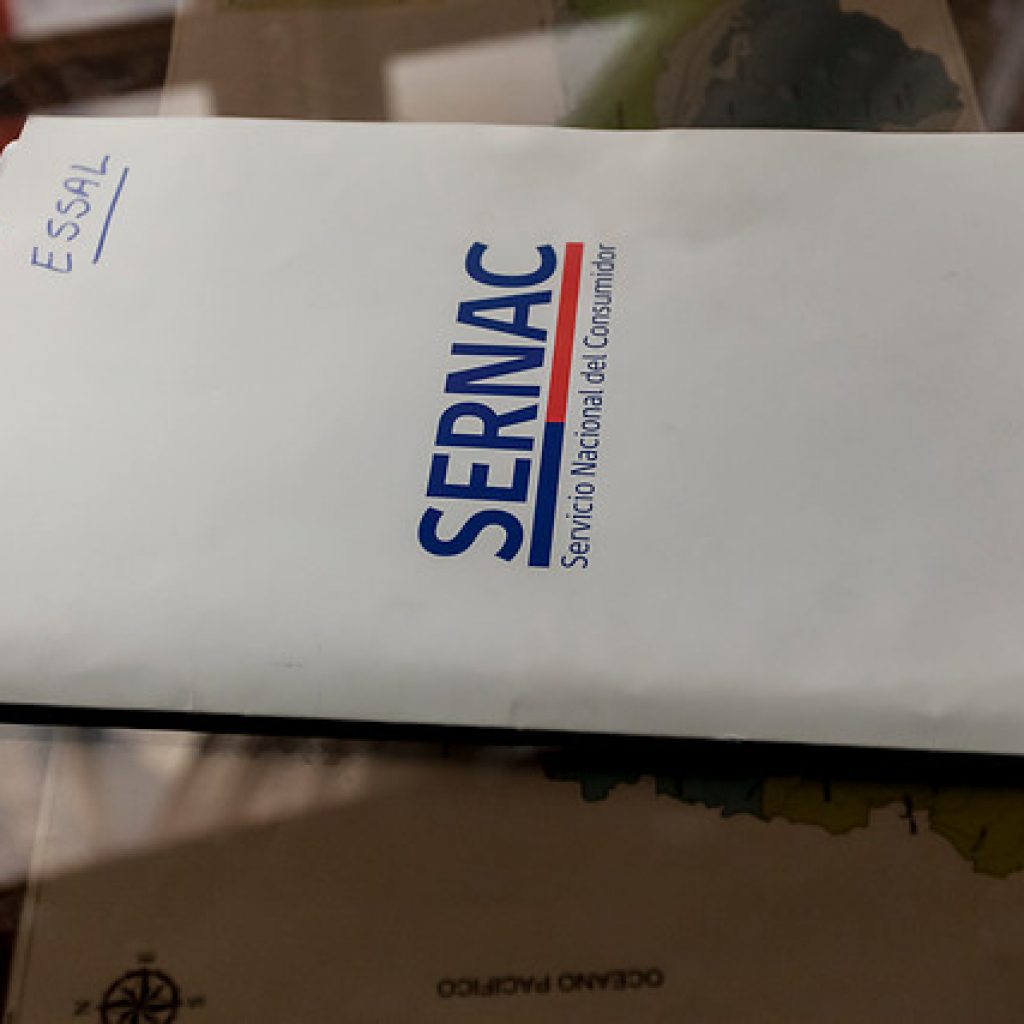 ESSAL
SERNAC
Servicio Nacional del Consumidor
OCEANO PACIFICO
N